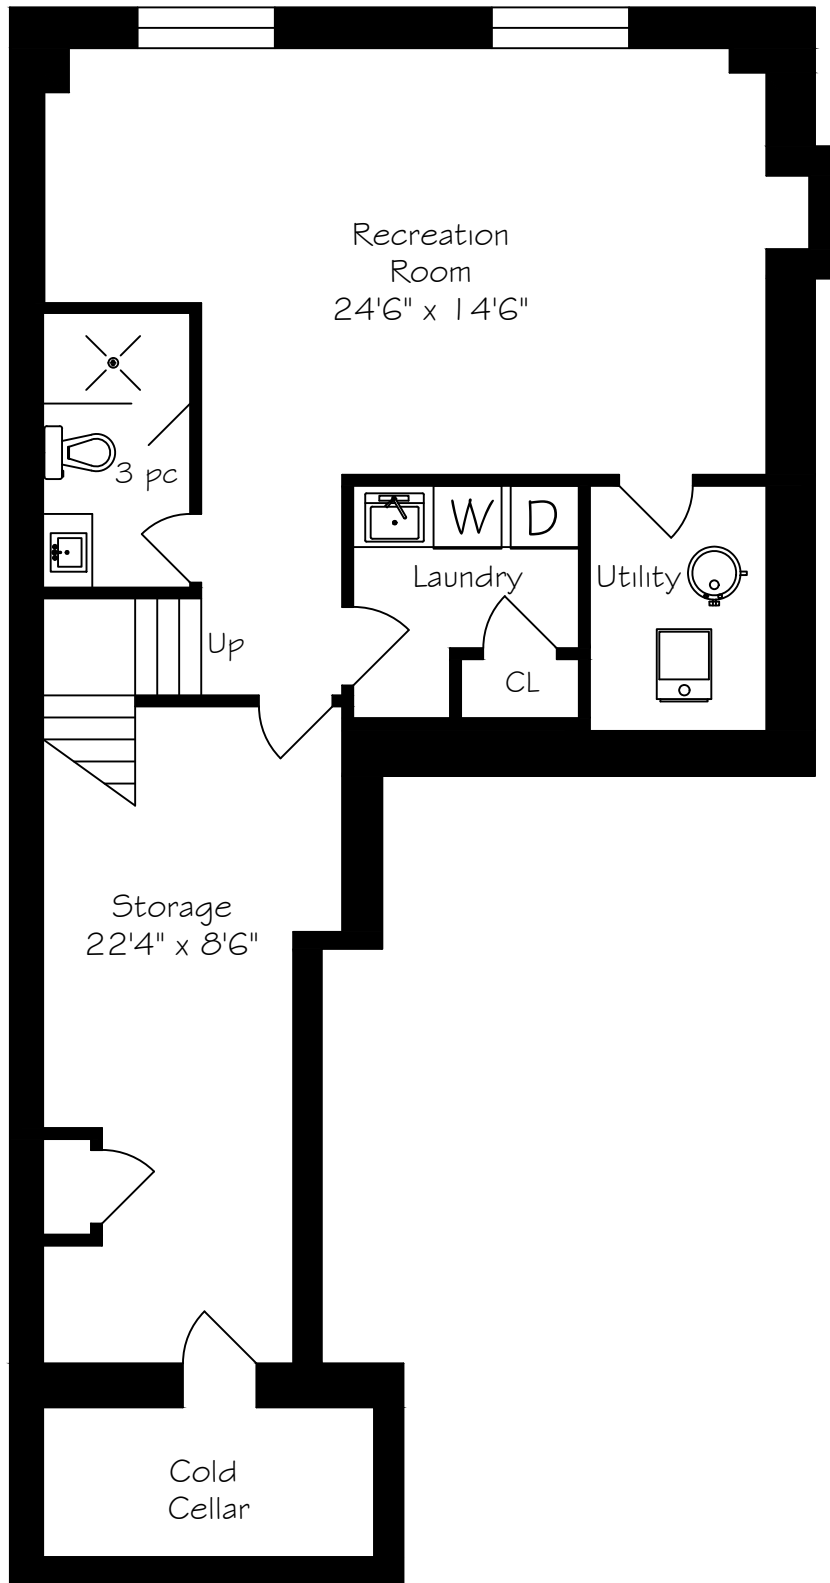 Recreation
Room
24'6" x 14'6"
3 pc
W D
Laundry
Utility
Up
CL
Storage
22'4" x 8'6"
Cold
Cellar